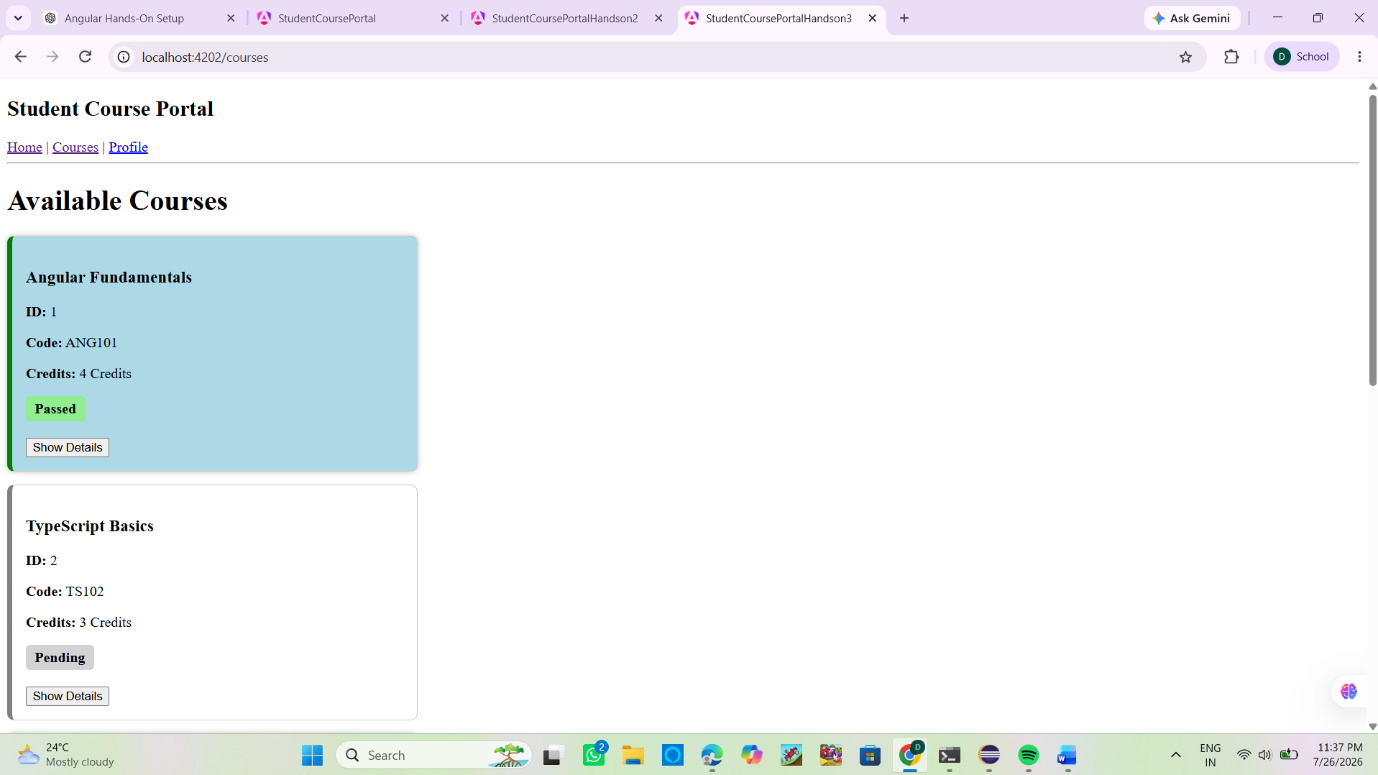 Angular Hands-On Setup
StudentCoursePortal
StudentCoursePortalHandson2
StudentCoursePortalHandson3
Ask Gemini
localhost:4202/courses
D
School
Student Course Portal
Home | Courses | Profile
Available Courses
Angular Fundamentals
ID: 1
Code: ANG101
Credits: 4 Credits
Passed
Show Details
TypeScript Basics
ID: 2
Code: TS102
Credits: 3 Credits
Pending
Show Details
24°C
Mostly cloudy
Search
2
D
W
ENG
IN
11:37 PM
7/26/2026